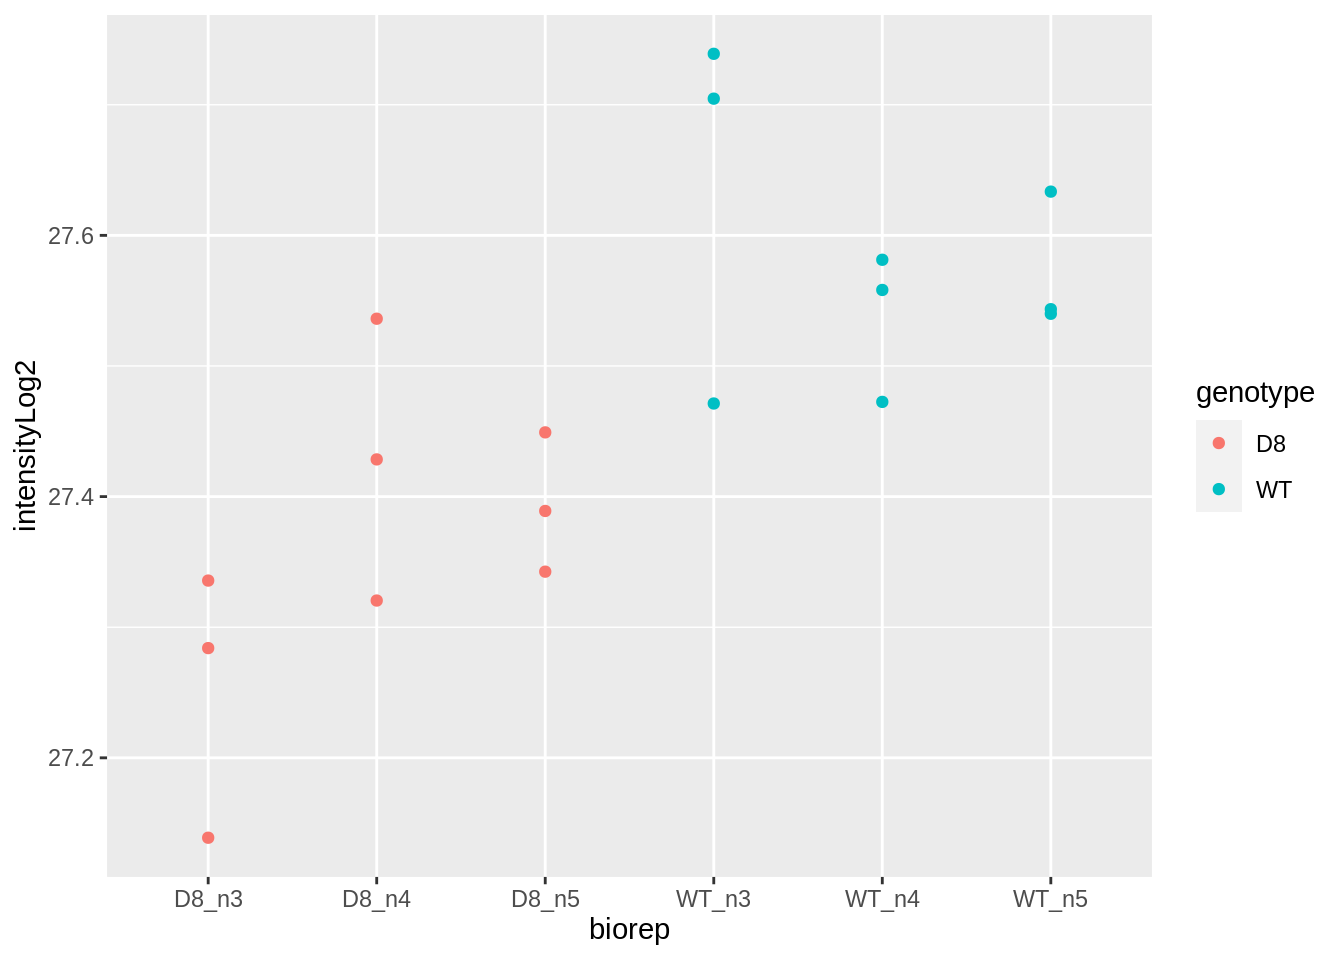 intensityLog2
27.6
27.4
27.2
D8_n3 D8_n4 D8_n5 WT_n3 WT_n4 WT_n5
biorep
genotype
D8
WT